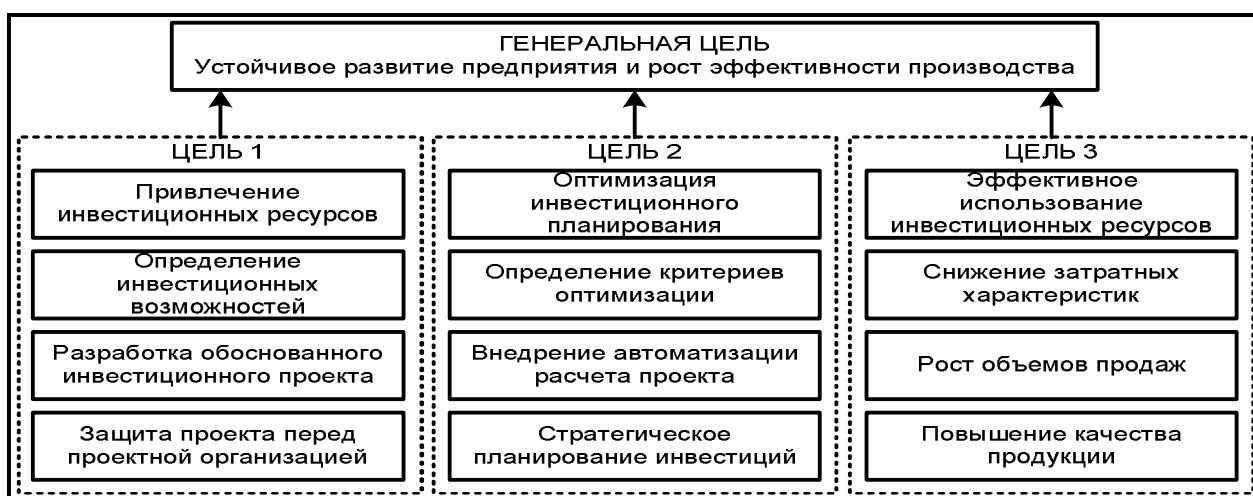 ГЕНЕРАЛЬНАЯ ЦЕЛЬ
Устойчивое развитие предприятия и рост эффективности производства
ЦЕЛЬ 1
Привлечение
инвестиционных ресурсов
Определение
инвестиционных
возможностей
Разработка обоснованного
инвестиционного проекта
Защита проекта перед
проектной организацией
ЦЕЛЬ 2
Оптимизация
инвестиционного
планирования
Определение критериев
оптимизации
Внедрение автоматизации
расчета проекта
Стратегическое
планирование инвестиций
ЦЕЛЬ 3
Эффективное
использование
инвестиционных ресурсов
Снижение затратных
характеристик
Рост объемов продаж
Повышение качества
продукции